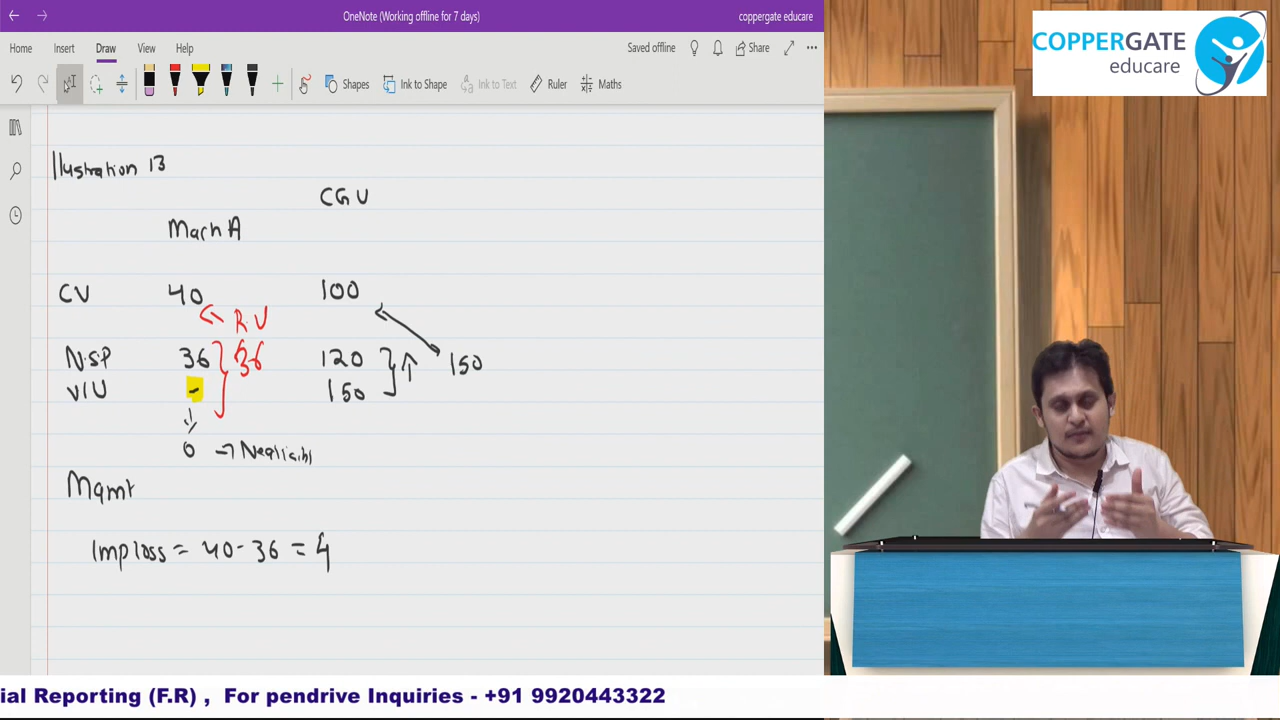 OneNote (Working offline for 7 days)
coppergate educare
Home Insert Draw View Help
Saved offline
Share
Shapes
Ink to Shape
Ink to Text
Ruler
Maths
COPPERGATE
educare
Illustration 13
CGU
Mach A
CV 40 100
R.V
N.SP 36 36 120 150
VIU - 150
0 → Negligible
Mgmt
Imp loss = 40 - 36 = 4
ial Reporting (F.R) , For pendrive Inquiries - +91 9920443322